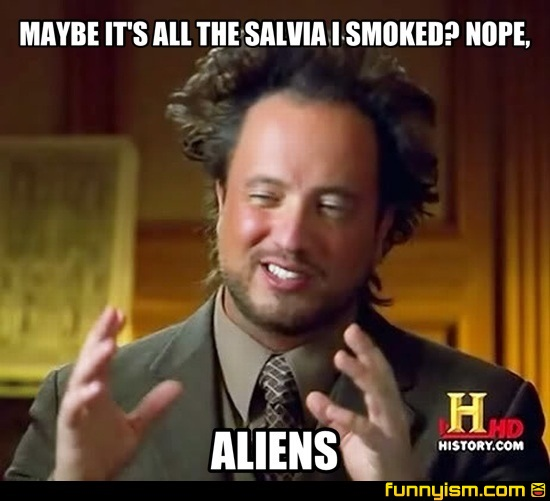 MAYBE IT'S ALL THE SALVIA I SMOKED? NOPE,
H HD
HISTORY.COM
ALIENS
funnyism.com